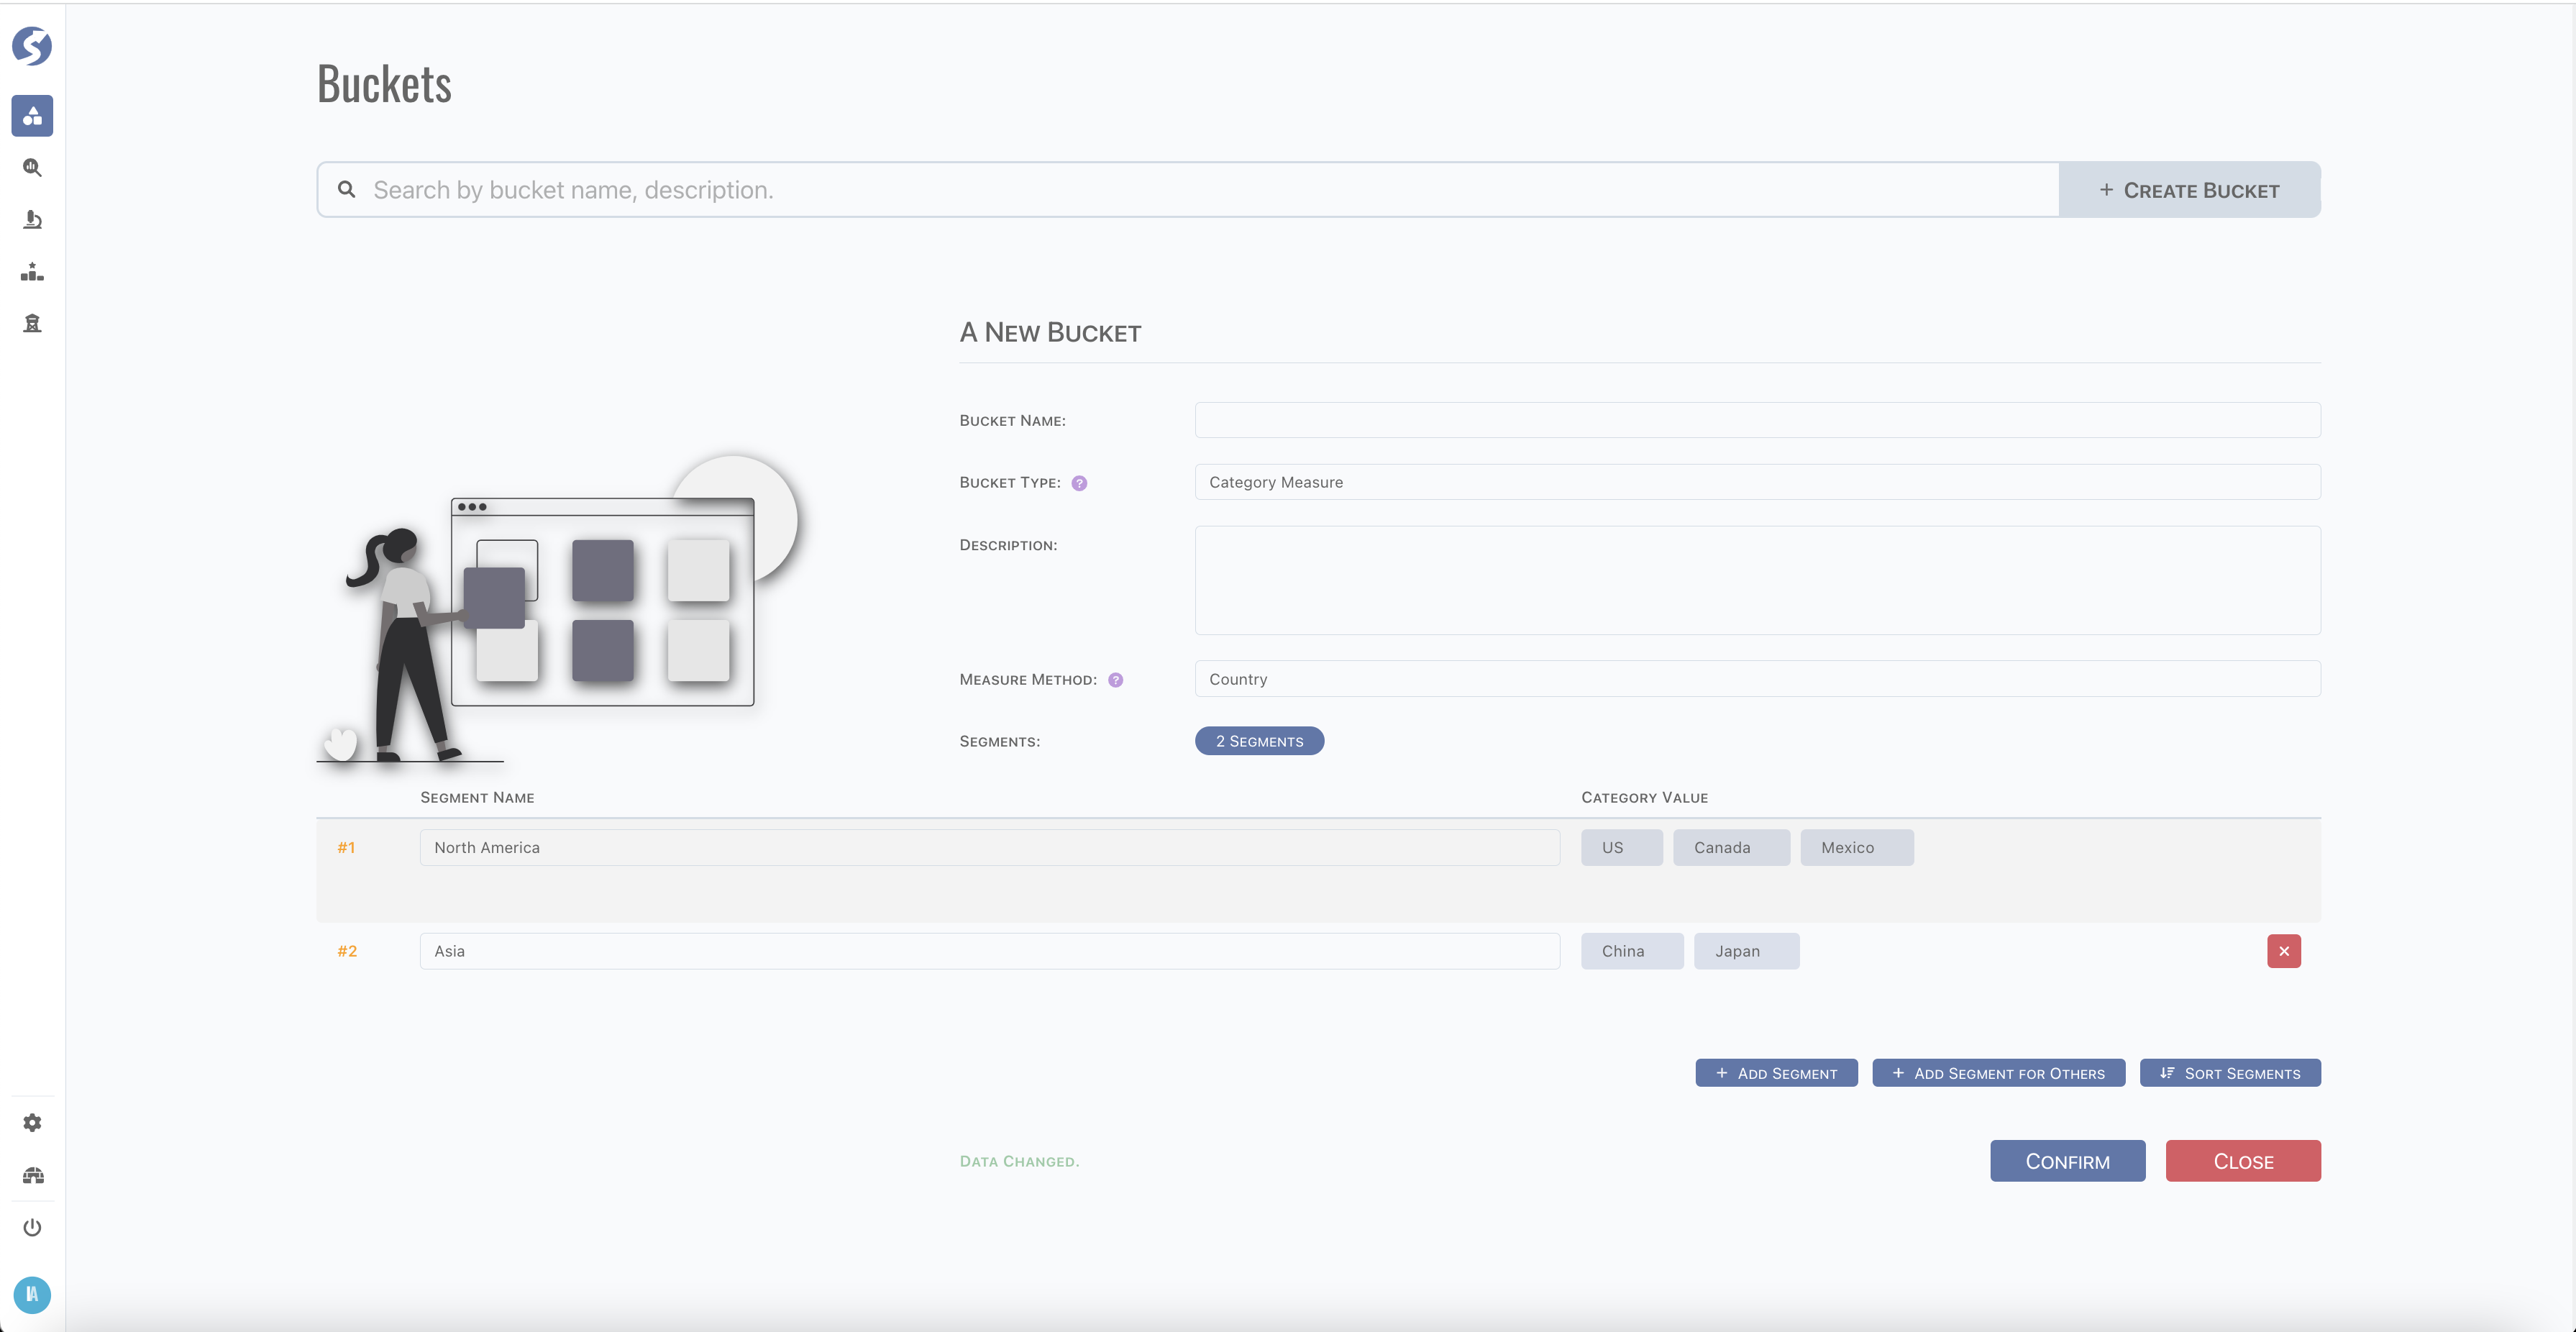 Buckets
Search by bucket name, description.
+ Create Bucket
A New Bucket
Bucket Name:
Bucket Type: ? Category Measure
Description:
Measure Method: ? Country
Segments: 2 Segments
Segment Name Category Value
#1 North America US Canada Mexico
#2 Asia China Japan
+ Add Segment + Add Segment for Others Sort Segments
Data Changed. Confirm Close
IA